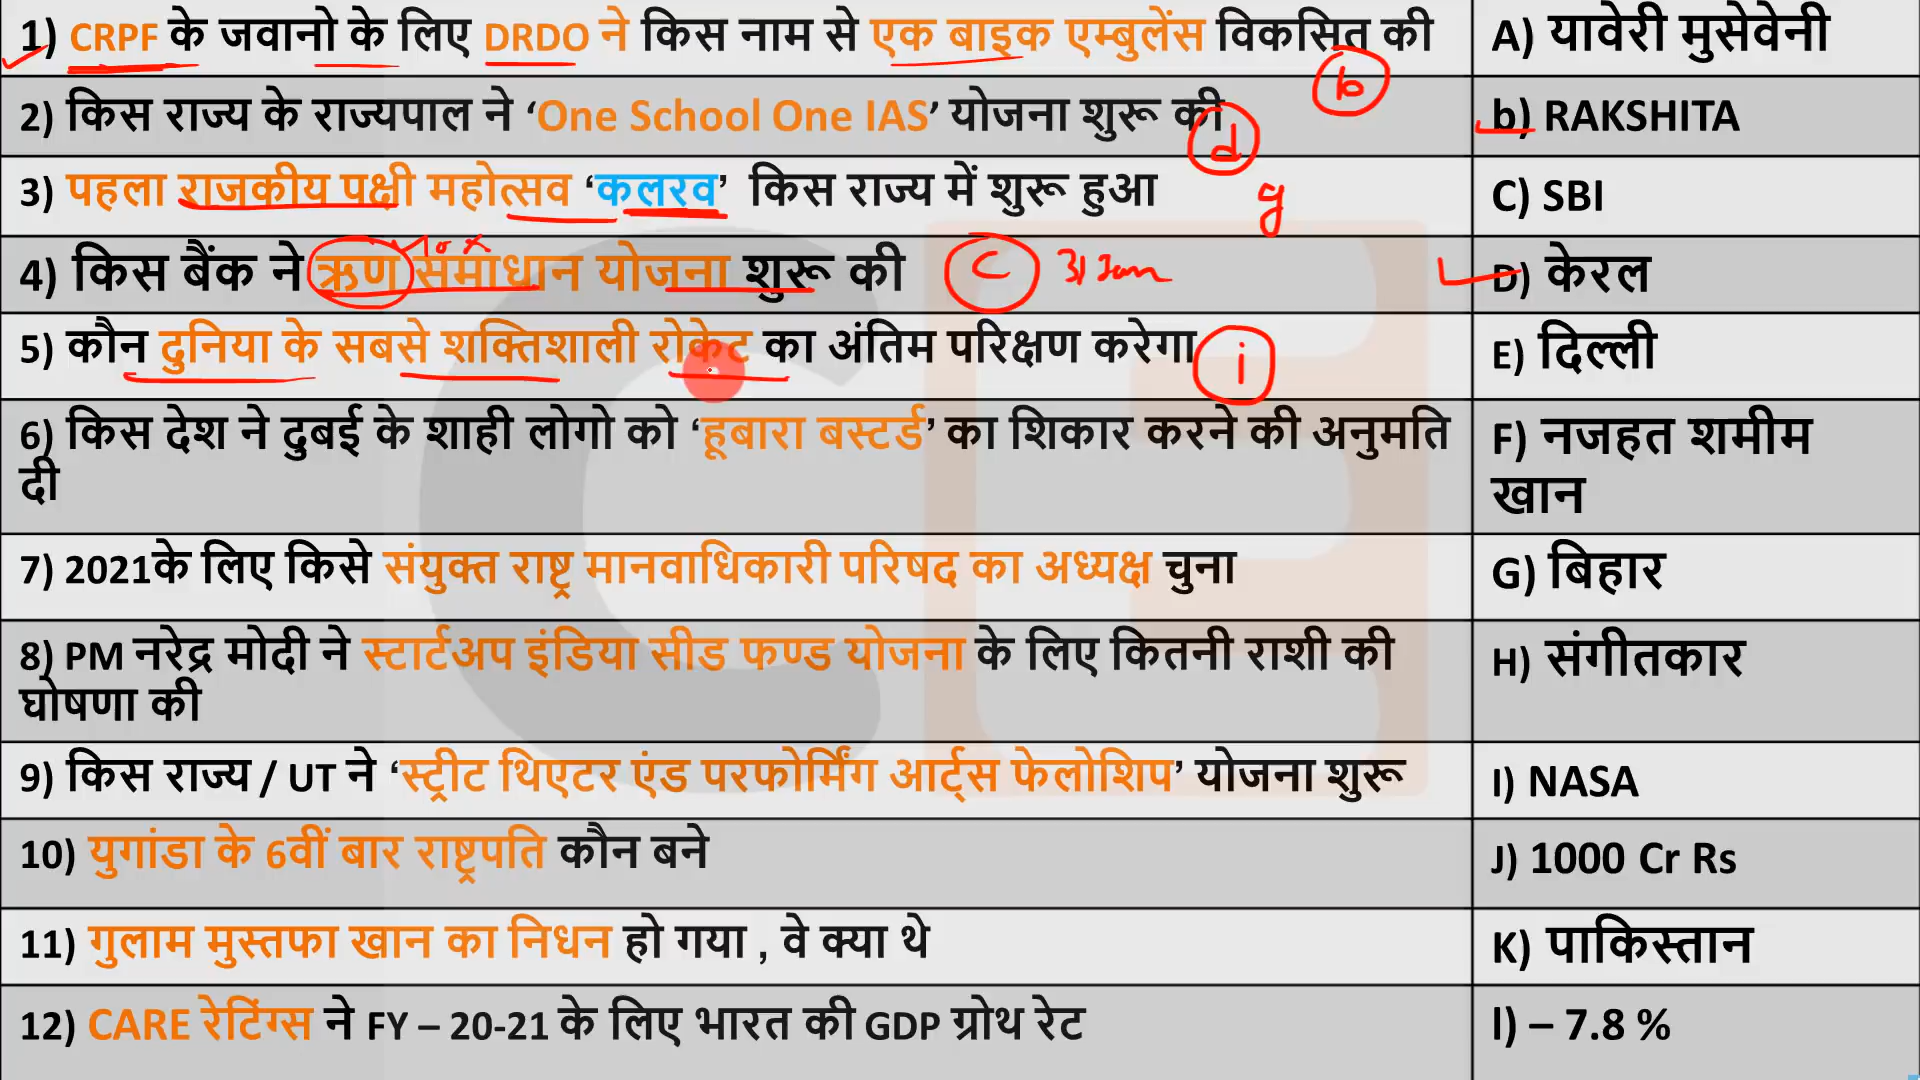 1) CRPF के जवानो के लिए DRDO ने किस नाम से एक बाइक एम्बुलेंस विकसित की
A) यावेरी मुसेवेनी
b
2) किस राज्य के राज्यपाल ने ‘One School One IAS’ योजना शुरू की
b) RAKSHITA
d
3) पहला राजकीय पक्षी महोत्सव ‘कलरव’ किस राज्य में शुरू हुआ
g
C) SBI
4) किस बैंक ने ऋण समाधान योजना शुरू की
C 31 Jan
D) केरल
5) कौन दुनिया के सबसे शक्तिशाली रोकेट का अंतिम परिक्षण करेगा
i
E) दिल्ली
6) किस देश ने दुबई के शाही लोगो को ‘हूबारा बस्टर्ड’ का शिकार करने की अनुमति
दी
F) नजहत शमीम
खान
7) 2021के लिए किसे संयुक्त राष्ट्र मानवाधिकारी परिषद का अध्यक्ष चुना
G) बिहार
8) PM नरेद्र मोदी ने स्टार्टअप इंडिया सीड फण्ड योजना के लिए कितनी राशी की
घोषणा की
H) संगीतकार
9) किस राज्य / UT ने ‘स्ट्रीट थिएटर एंड परफोर्मिंग आर्ट्स फेलोशिप’ योजना शुरू
I) NASA
10) युगांडा के 6वीं बार राष्ट्रपति कौन बने
J) 1000 Cr Rs
11) गुलाम मुस्तफा खान का निधन हो गया , वे क्या थे
K) पाकिस्तान
12) CARE रेटिंग्स ने FY – 20-21 के लिए भारत की GDP ग्रोथ रेट
l) – 7.8 %